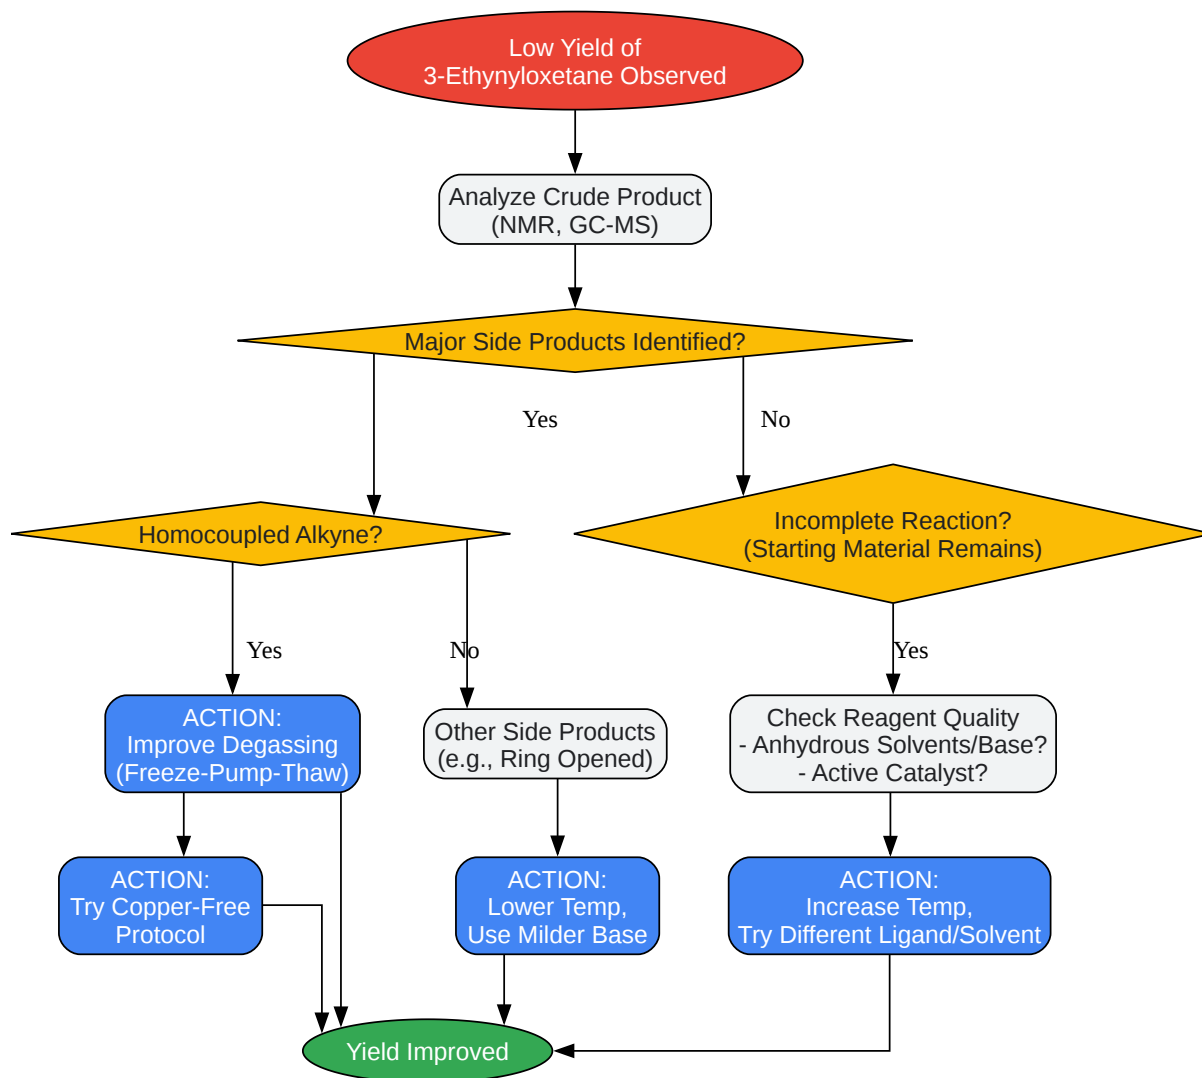 Low Yield of
3-Ethynyloxetane Observed
Analyze Crude Product
(NMR, GC-MS)
Major Side Products Identified?
Yes
No
Homocoupled Alkyne?
Incomplete Reaction?
(Starting Material Remains)
Yes
No
Yes
ACTION:
Improve Degassing
(Freeze-Pump-Thaw)
Other Side Products
(e.g., Ring Opened)
Check Reagent Quality
- Anhydrous Solvents/Base?
- Active Catalyst?
ACTION:
Try Copper-Free
Protocol
ACTION:
Lower Temp,
Use Milder Base
ACTION:
Increase Temp,
Try Different Ligand/Solvent
Yield Improved